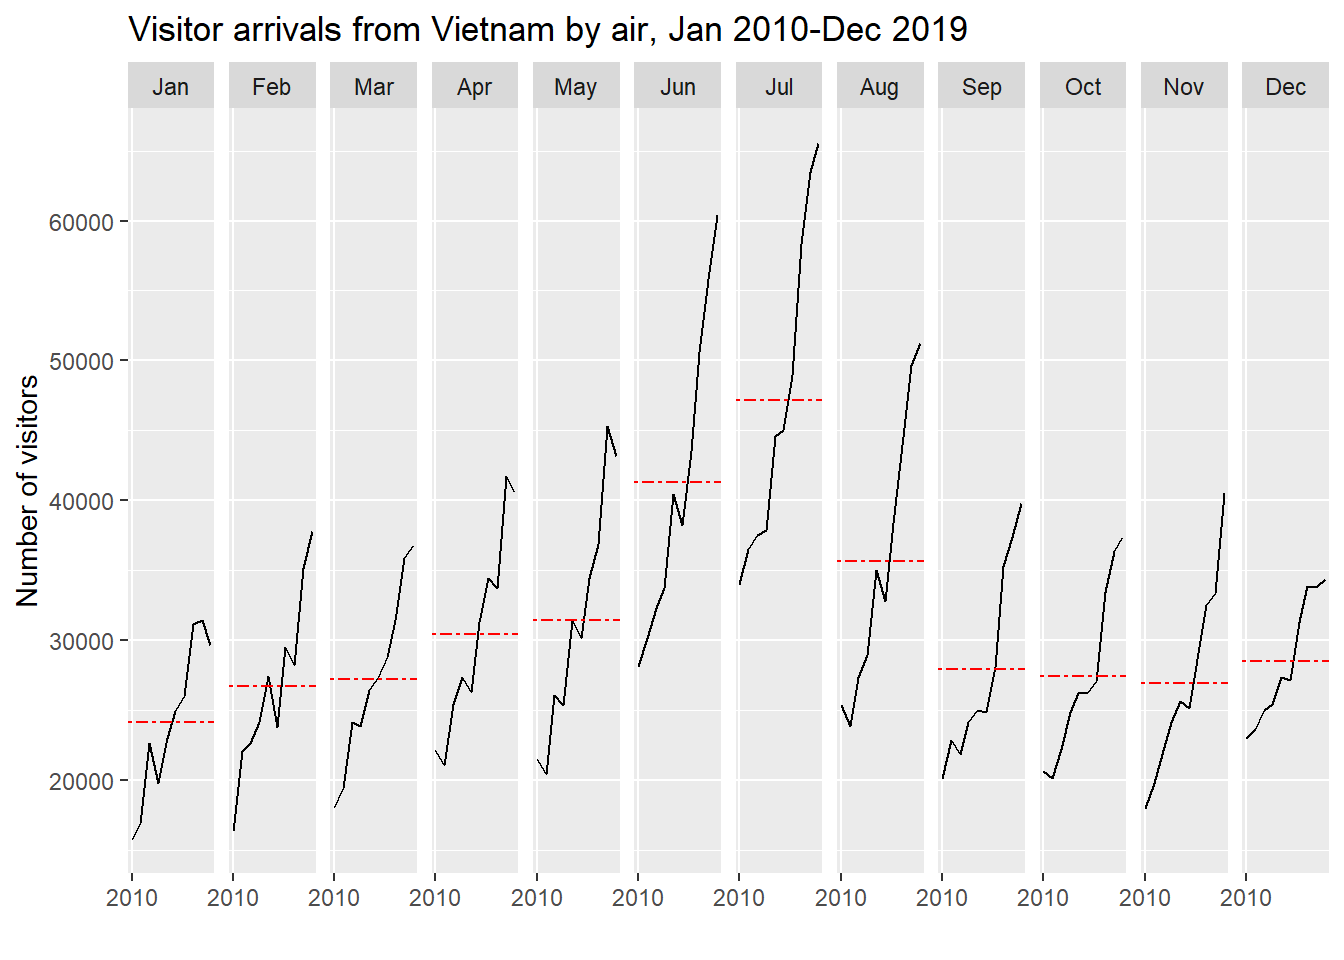 Visitor arrivals from Vietnam by air, Jan 2010-Dec 2019
Jan Feb Mar Apr May Jun Jul Aug Sep Oct Nov Dec
Number of visitors
60000
50000
40000
30000
20000
2010 2010 2010 2010 2010 2010 2010 2010 2010 2010 2010 2010